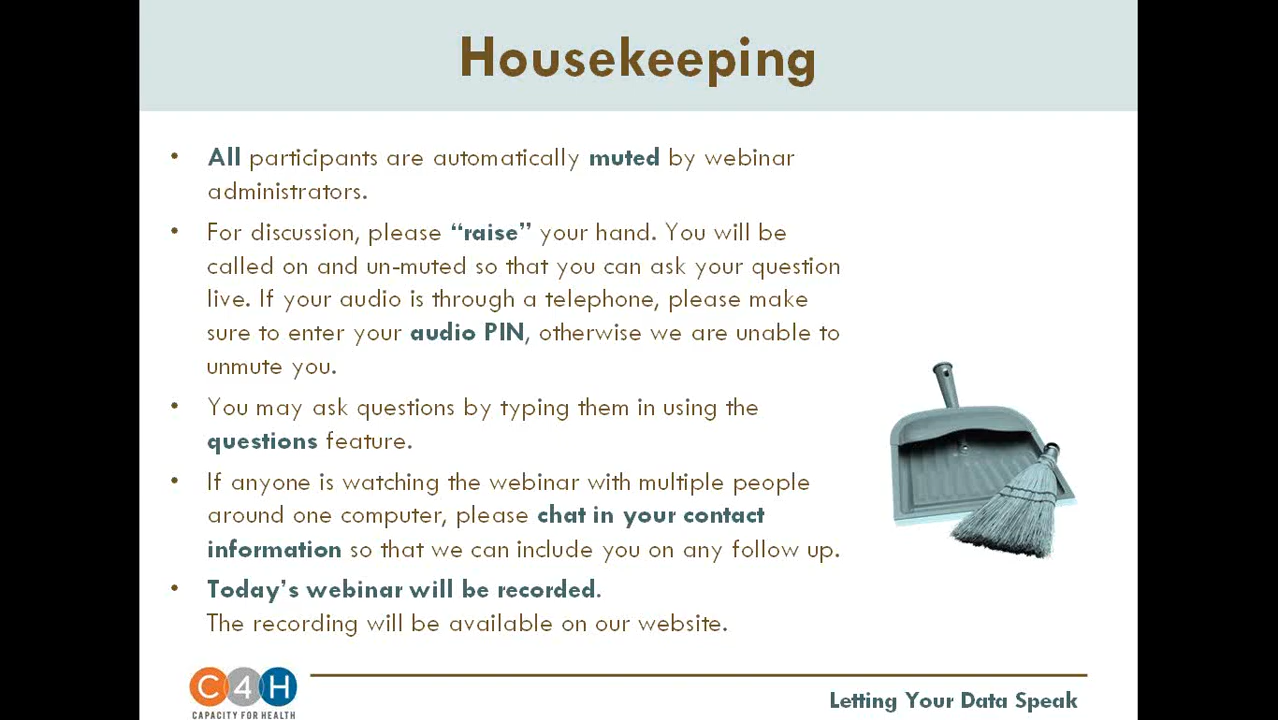 Housekeeping
• All participants are automatically muted by webinar
administrators.
• For discussion, please “raise” your hand. You will be
called on and un-muted so that you can ask your question
live. If your audio is through a telephone, please make
sure to enter your audio PIN, otherwise we are unable to
unmute you.
• You may ask questions by typing them in using the
questions feature.
• If anyone is watching the webinar with multiple people
around one computer, please chat in your contact
information so that we can include you on any follow up.
• Today’s webinar will be recorded.
The recording will be available on our website.
C4H
CAPACITY FOR HEALTH
Letting Your Data Speak